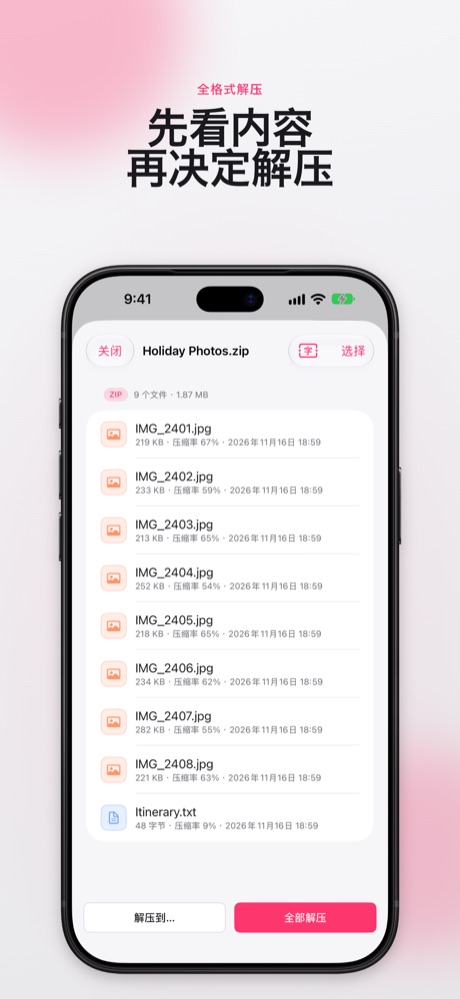 全格式解压
先看内容
再决定解压
9:41
关闭
Holiday Photos.zip
字
选择
ZIP 9 个文件 · 1.87 MB
IMG_2401.jpg
219 KB · 压缩率 67% · 2026年11月16日 18:59
IMG_2402.jpg
233 KB · 压缩率 59% · 2026年11月16日 18:59
IMG_2403.jpg
213 KB · 压缩率 65% · 2026年11月16日 18:59
IMG_2404.jpg
252 KB · 压缩率 54% · 2026年11月16日 18:59
IMG_2405.jpg
218 KB · 压缩率 65% · 2026年11月16日 18:59
IMG_2406.jpg
234 KB · 压缩率 62% · 2026年11月16日 18:59
IMG_2407.jpg
282 KB · 压缩率 55% · 2026年11月16日 18:59
IMG_2408.jpg
221 KB · 压缩率 63% · 2026年11月16日 18:59
Itinerary.txt
48 字节 · 压缩率 9% · 2026年11月16日 18:59
解压到...
全部解压